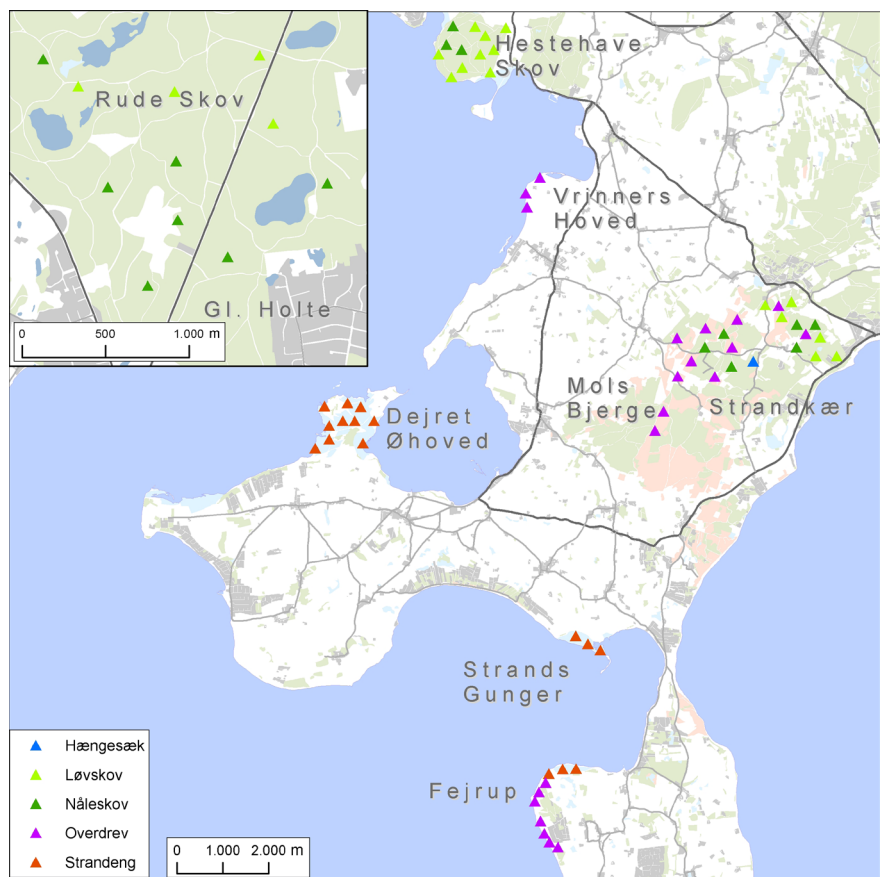 Hestehave
Skov
Rude Skov
Vrinners
Hoved
Gl. Holte
0 500 1.000 m
Mols
Bjerge
Strandkær
Dejret
Øhoved
Strands
Gunger
Fejrup
Hængesæk
Løvskov
Nåleskov
Overdrev
Strandeng
0 1.000 2.000 m